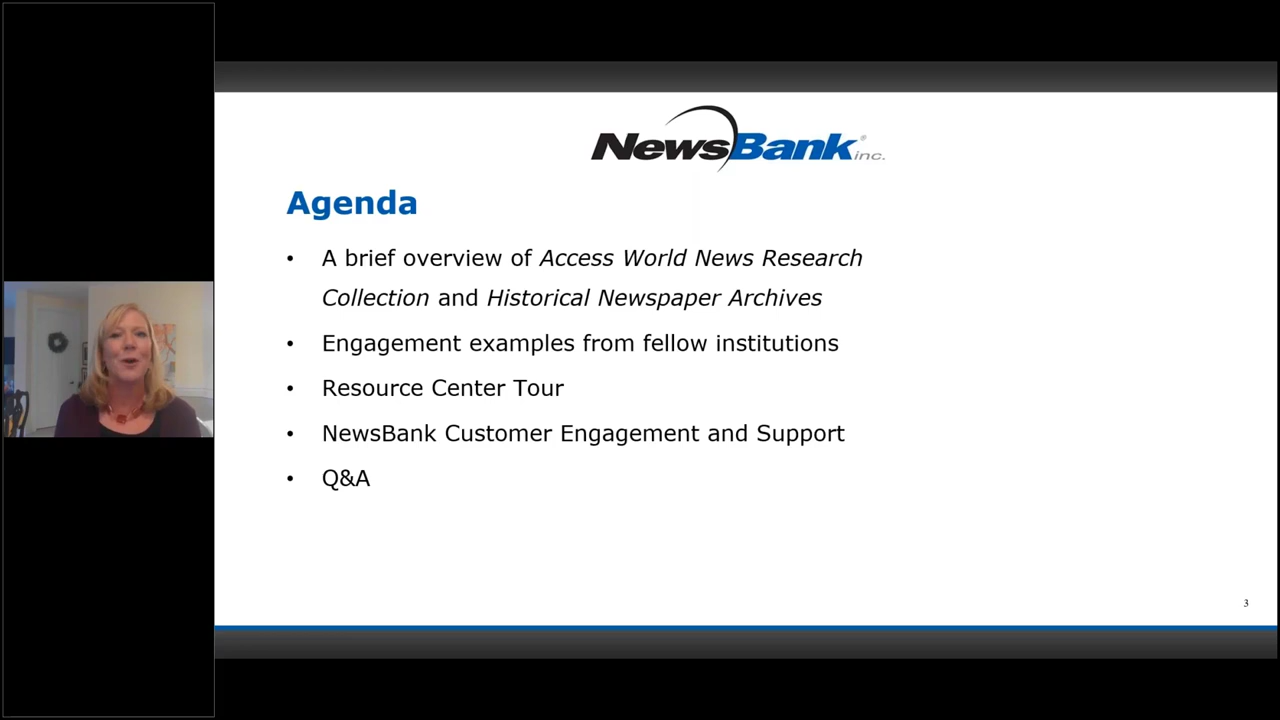 NewsBank® inc.
Agenda
• A brief overview of Access World News Research
Collection and Historical Newspaper Archives
• Engagement examples from fellow institutions
• Resource Center Tour
• NewsBank Customer Engagement and Support
• Q&A
3